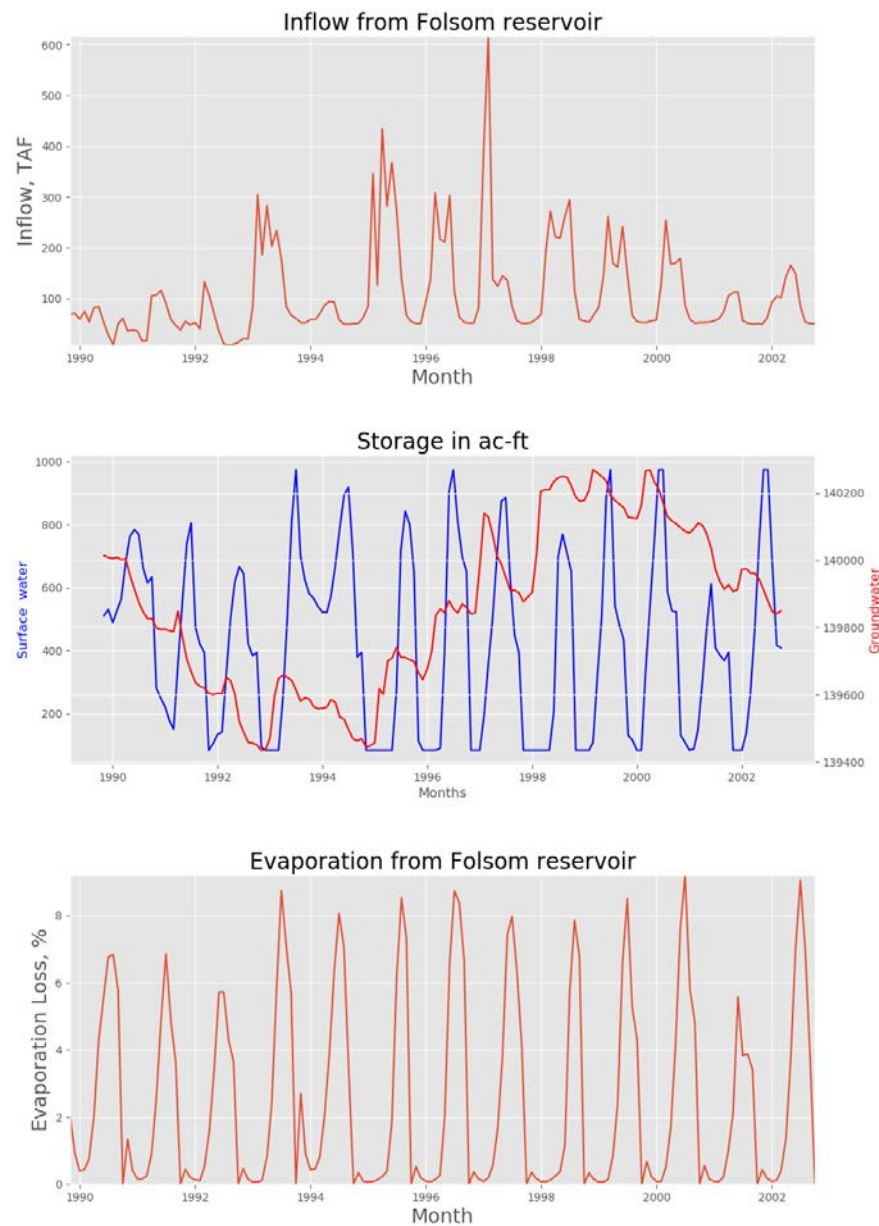 Inflow from Folsom reservoir
600
500
400
300
200
100
Inflow, TAF
1990 1992 1994 1996 1998 2000 2002
Month
Storage in ac-ft
1000
800
600
400
200
Surface water
140200
140000
139800
139600
139400
Groundwater
1990 1992 1994 1996 1998 2000 2002
Months
Evaporation from Folsom reservoir
8
6
4
2
0
Evaporation Loss, %
1990 1992 1994 1996 1998 2000 2002
Month